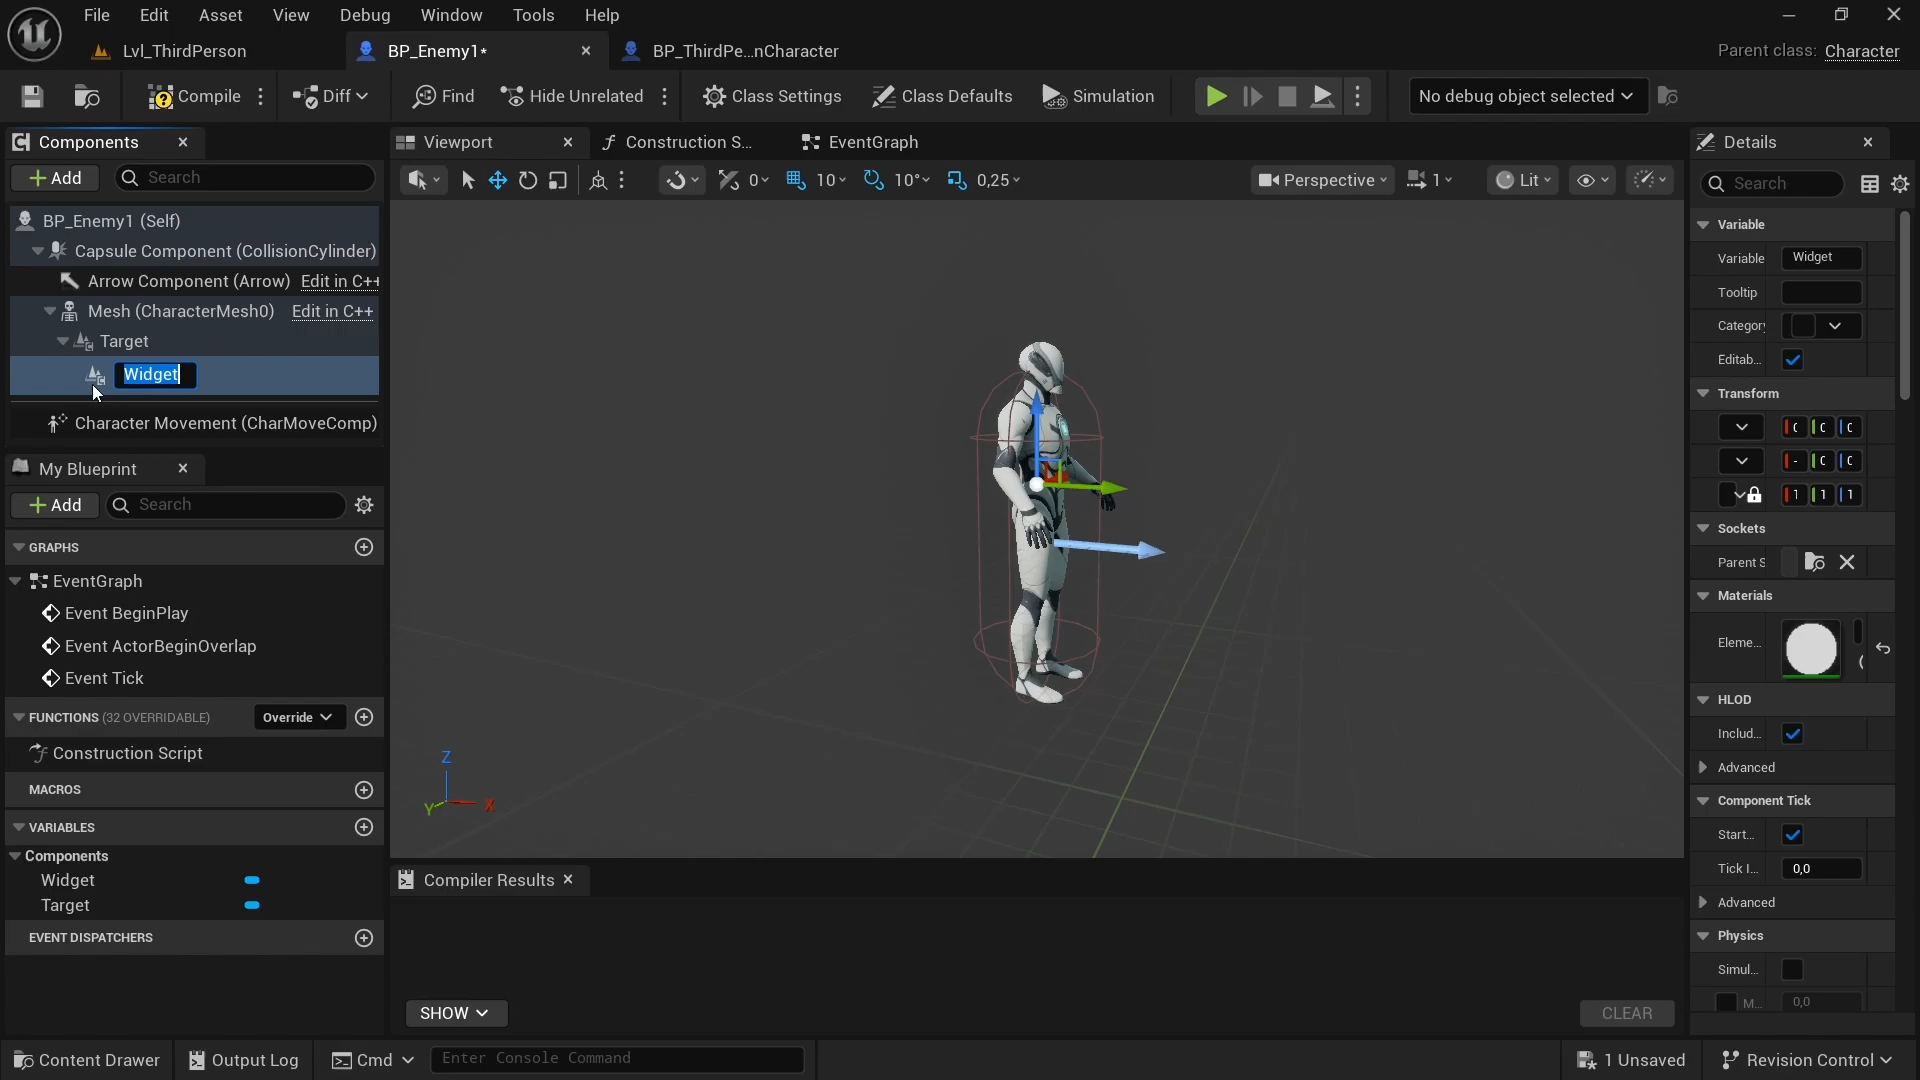 File Edit Asset View Debug Window Tools Help
Lvl_ThirdPerson BP_Enemy1* BP_ThirdPe...nCharacter Parent class: Character
Compile Diff Find Hide Unrelated Class Settings Class Defaults Simulation No debug object selected
Components Viewport Construction S... EventGraph Details
Add Search 0 10 10° 0,25 Perspective 1 Lit Search
BP_Enemy1 (Self)
Capsule Component (CollisionCylinder)
Arrow Component (Arrow) Edit in C++
Mesh (CharacterMesh0) Edit in C++
Target
Widget
Character Movement (CharMoveComp)
My Blueprint
Add Search
GRAPHS
EventGraph
Event BeginPlay
Event ActorBeginOverlap
Event Tick
FUNCTIONS (32 OVERRIDABLE) Override
Construction Script
MACROS
VARIABLES
Components
Widget
Target
EVENT DISPATCHERS
Z
Y X
Compiler Results
SHOW CLEAR
Variable
Variable Widget
Tooltip
Category
Editab...
Transform
Sockets
Parent S
Materials
Eleme...
HLOD
Includ...
Advanced
Component Tick
Start...
Tick I... 0,0
Advanced
Physics
Simul...
M... 0,0
Content Drawer Output Log Cmd Enter Console Command 1 Unsaved Revision Control